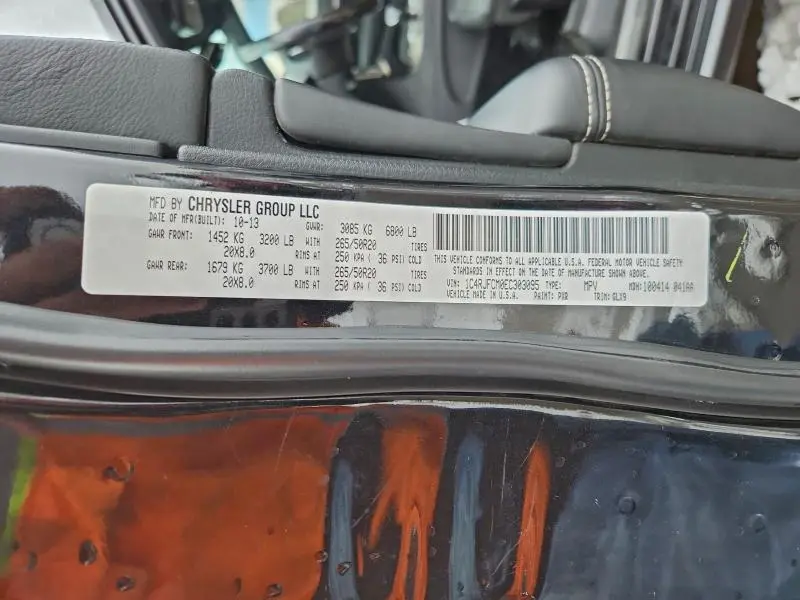 MFD BY CHRYSLER GROUP LLC
DATE OF MFR(BUILT): 10-13 GVWR: 3085 KG 6800 LB
GAWR FRONT: 1452 KG 3200 LB WITH 265/50R20 TIRES
20X8.0 RIMS AT 250 KPA ( 36 PSI) COLD
GAWR REAR: 1679 KG 3700 LB WITH 265/50R20 TIRES
20X8.0 RIMS AT 250 KPA ( 36 PSI) COLD
THIS VEHICLE CONFORMS TO ALL APPLICABLE U.S.A. FEDERAL MOTOR VEHICLE SAFETY
STANDARDS IN EFFECT ON THE DATE OF MANUFACTURE SHOWN ABOVE.
VIN: 1C4RJFCM0EC303095 TYPE: MPV MDH:100414 041AA
VEHICLE MADE IN U.S.A. PAINT: PXR TRIM: GLX9